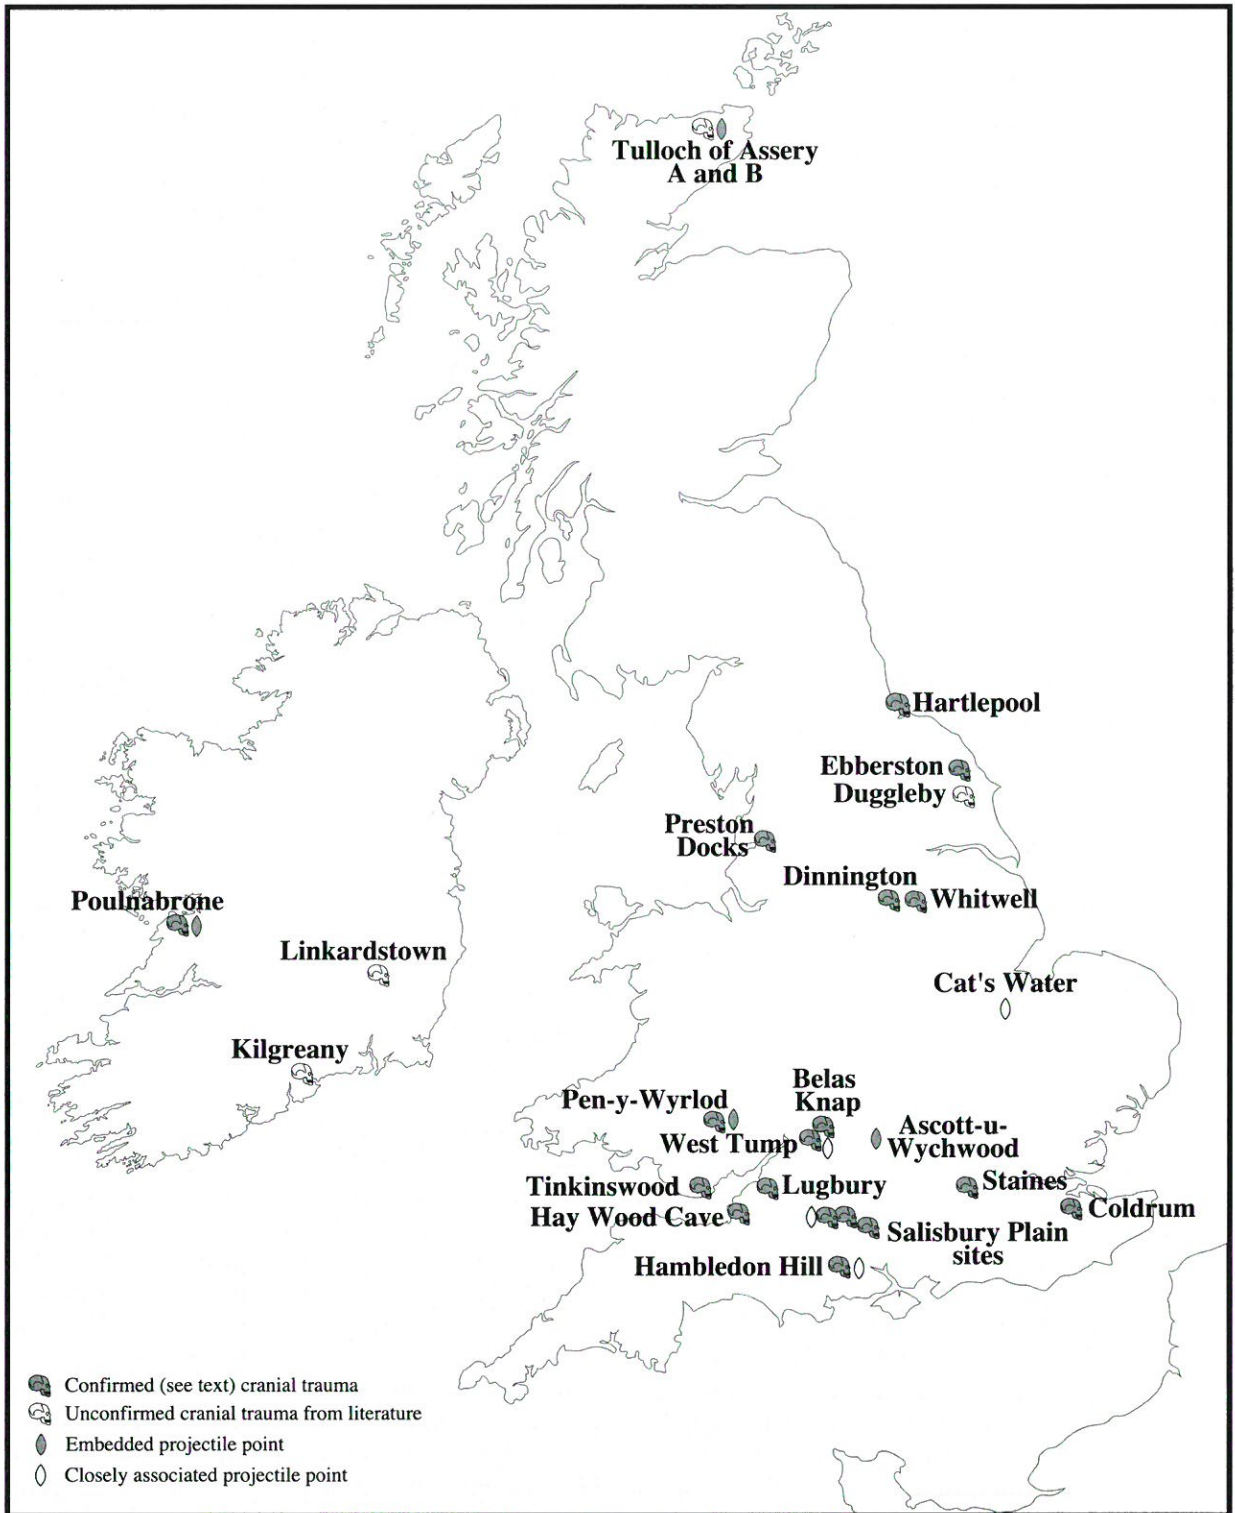 Tulloch of Assery
A and B
Hartlepool
Ebberston
Duggleby
Preston
Docks
Dinnington
Whitwell
Poulnabrone
Linkardstown
Cat's Water
Kilgreany
Belas
Knap
Pen-y-Wyrlod
West Tump
Ascott-u-
Wychwood
Tinkinswood
Lugbury
Staines
Hay Wood Cave
Coldrum
Salisbury Plain
sites
Hambledon Hill
Confirmed (see text) cranial trauma
Unconfirmed cranial trauma from literature
Embedded projectile point
Closely associated projectile point